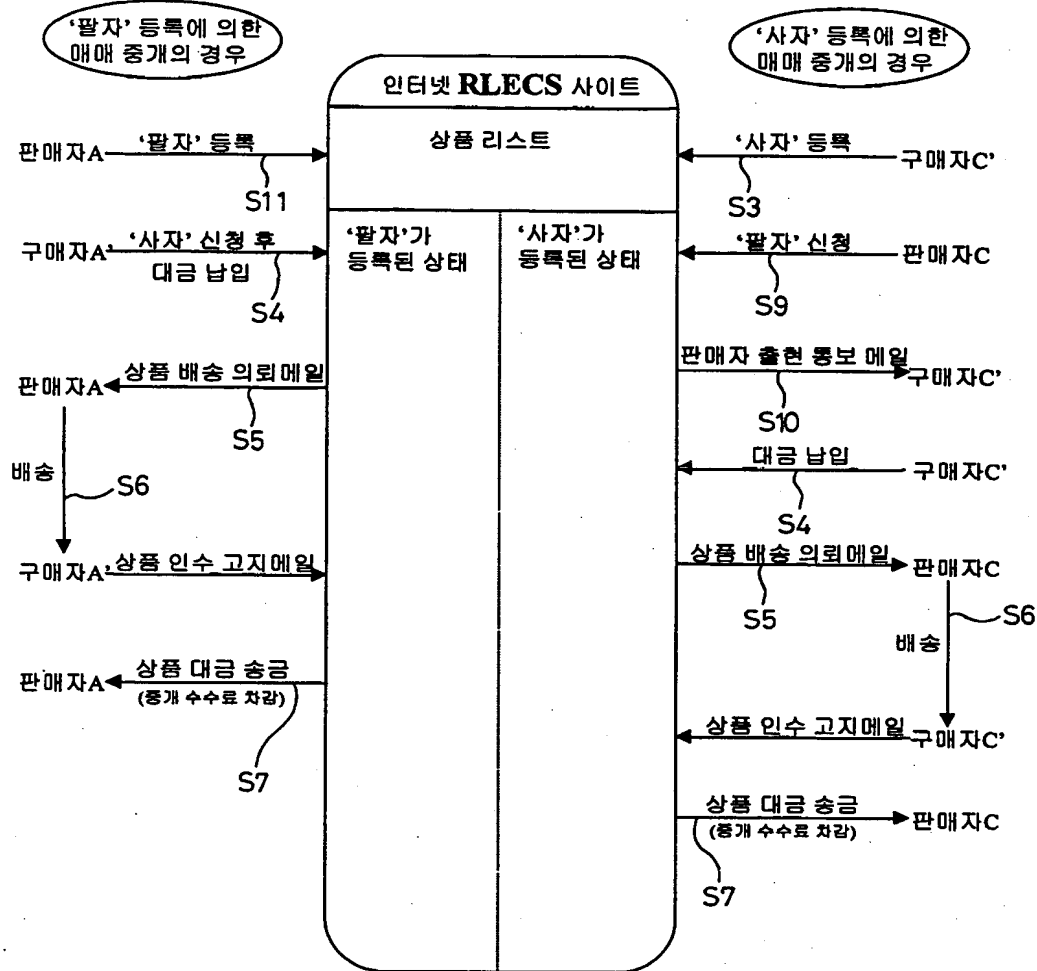 '팔자' 등록에 의한
매매 중개의 경우
'사자' 등록에 의한
매매 중개의 경우
인터넷 RLECS 사이트
상품 리스트
'팔자'가
등록된 상태
'사자'가
등록된 상태
판매자A
'팔자' 등록
S11
구매자A'
'사자' 신청 후
대금 납입
S4
판매자A
상품 배송 의뢰메일
S5
배송
S6
구매자A'
상품 인수 고지메일
판매자A
상품 대금 송금
(중개 수수료 차감)
S7
'사자' 등록
구매자C'
S3
'팔자' 신청
판매자C
S9
판매자 출현 통보 메일
구매자C'
S10
대금 납입
구매자C'
S4
상품 배송 의뢰메일
판매자C
S5
S6
배송
상품 인수 고지메일
구매자C'
상품 대금 송금
(중개 수수료 차감)
판매자C
S7